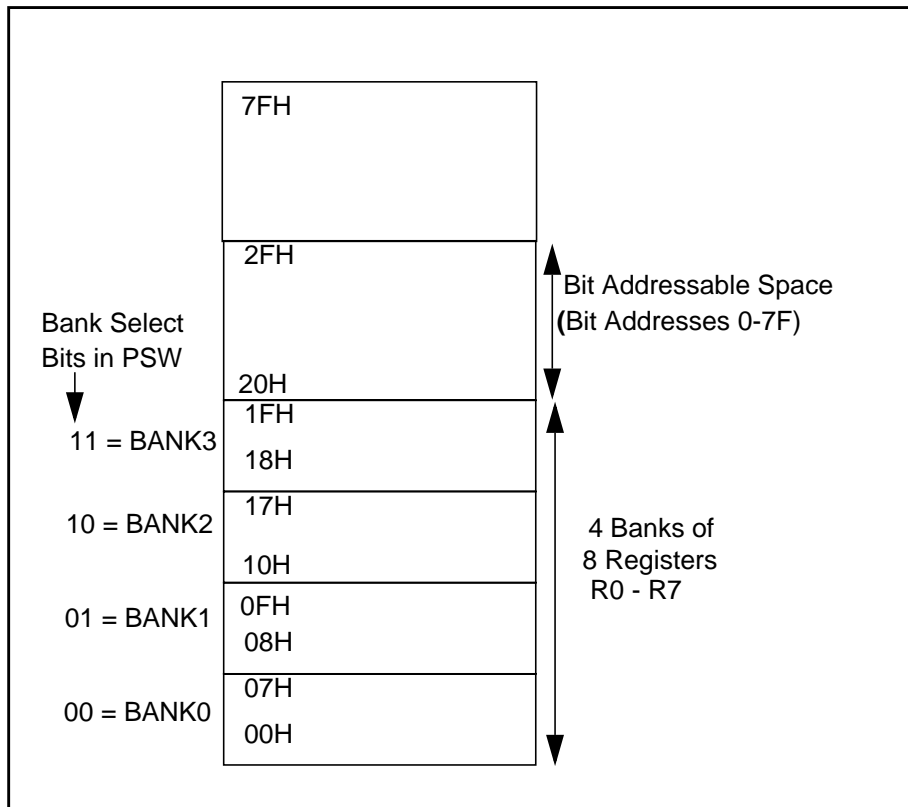 7FH
2FH
Bit Addressable Space
(Bit Addresses 0-7F)
Bank Select
Bits in PSW
20H
1FH
11 = BANK3
18H
17H
10 = BANK2
10H
4 Banks of
8 Registers
R0 - R7
0FH
01 = BANK1
08H
07H
00 = BANK0
00H